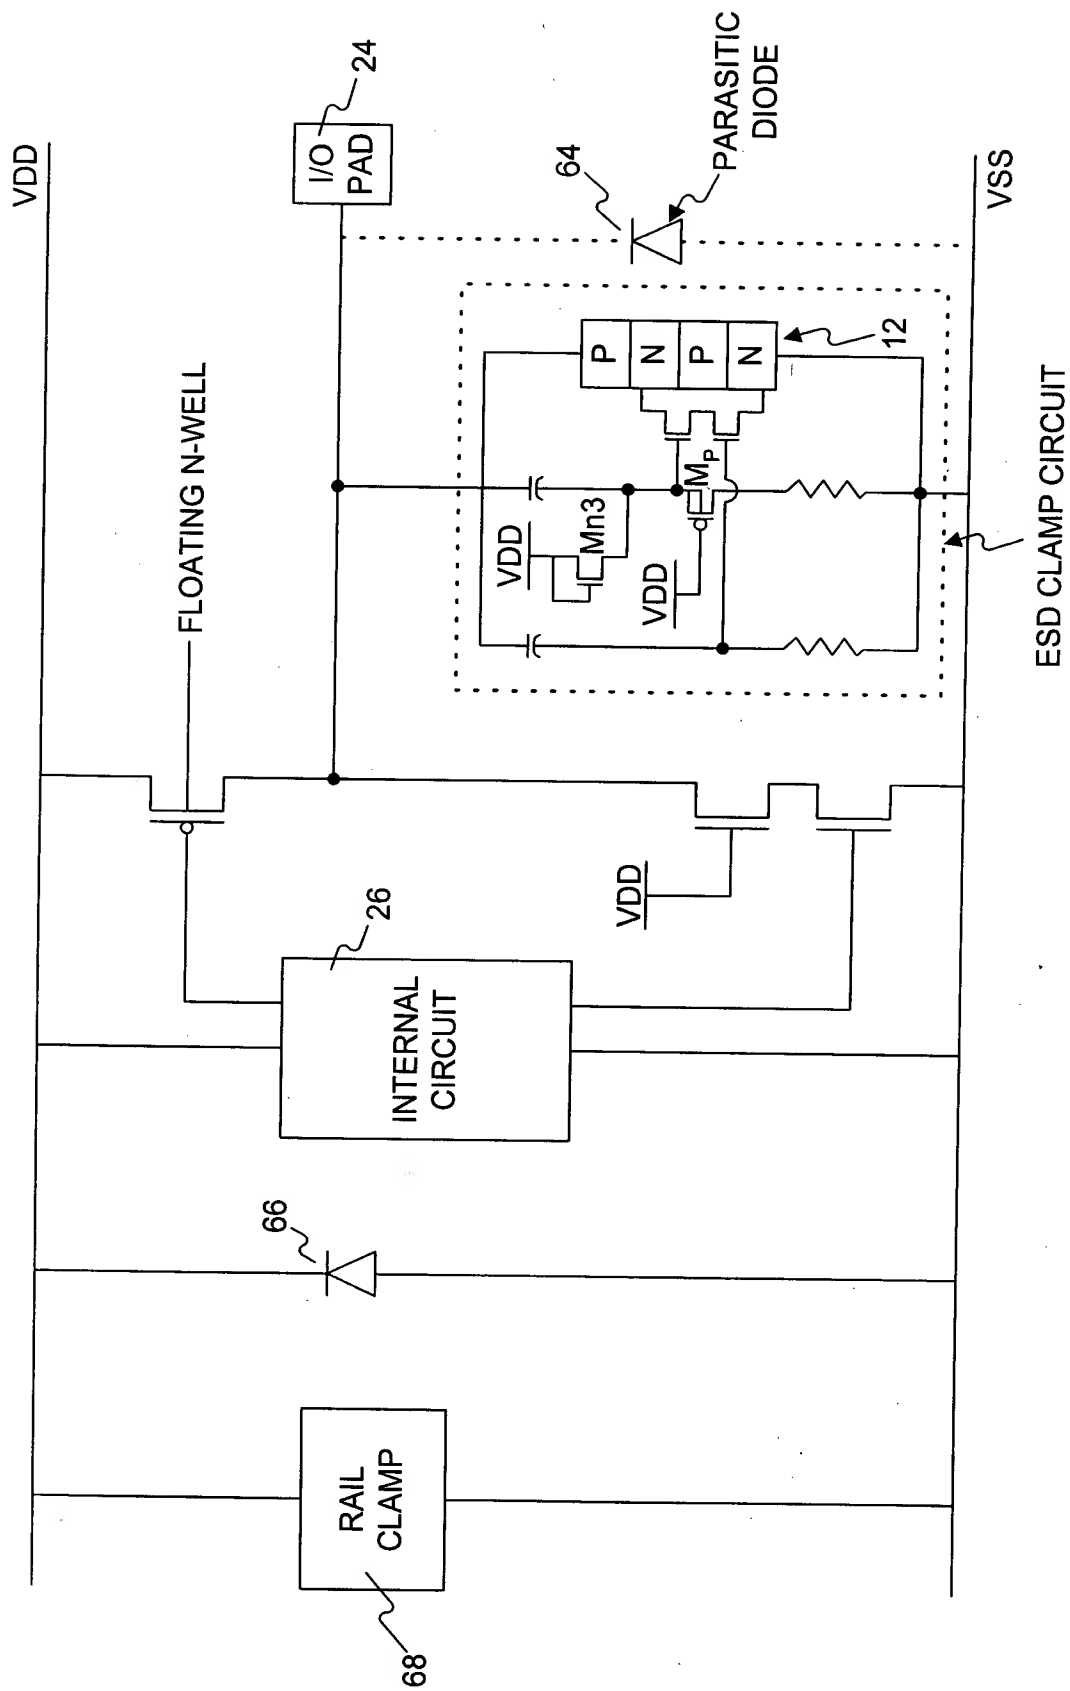 VDD
FLOATING N-WELL
I/O
PAD
24
64
PARASITIC
DIODE
VDD
Mn3
VDD
MP
P
N
P
N
12
ESD CLAMP CIRCUIT
VSS
VDD
26
INTERNAL
CIRCUIT
66
RAIL
CLAMP
68